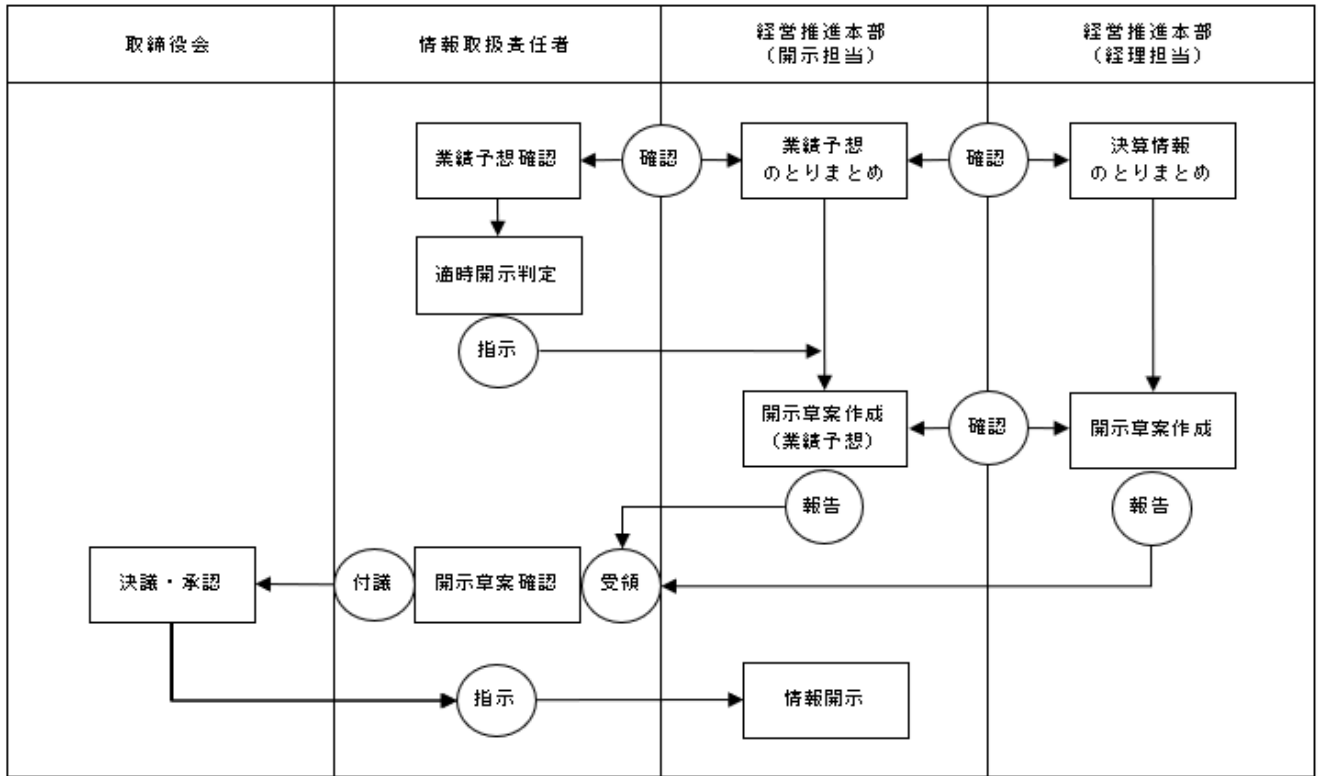 取締役会
情報取扱責任者
経営推進本部
（開示担当）
経営推進本部
（経理担当）
業績予想確認
確認
業績予想
のとりまとめ
確認
決算情報
のとりまとめ
適時開示判定
指示
開示草案作成
（業績予想）
確認
開示草案作成
報告
報告
決議・承認
付議
開示草案確認
受領
指示
情報開示